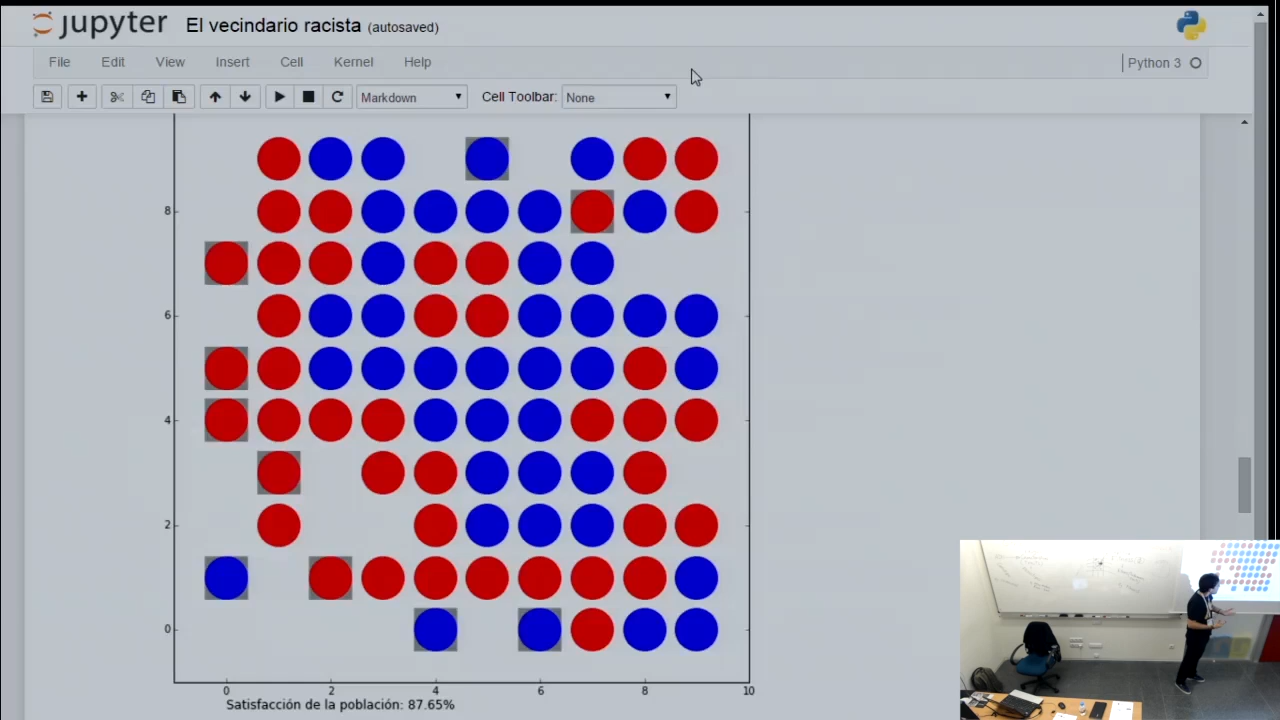 jupyter El vecindario racista (autosaved)
File Edit View Insert Cell Kernel Help Python 3
Markdown Cell Toolbar: None
8
6
4
2
0
0 2 4 6 8 10
Satisfacción de la población: 87.65%